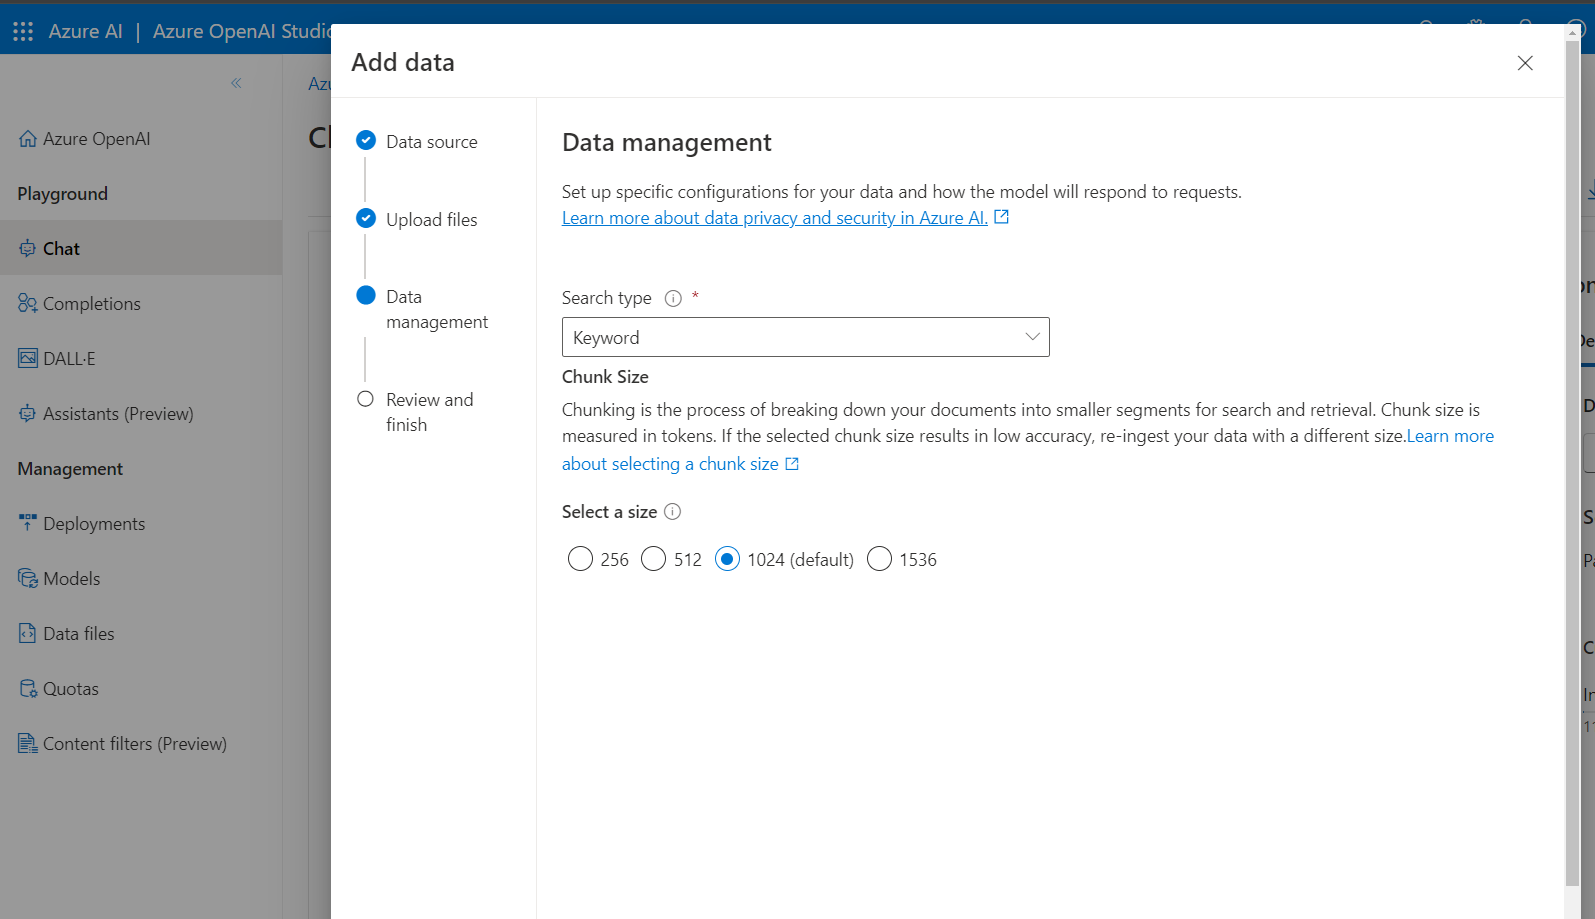 Azure AI | Azure OpenAI Studio
Azure OpenAI
Playground
Chat
Completions
DALL·E
Assistants (Preview)
Management
Deployments
Models
Data files
Quotas
Content filters (Preview)
Add data
Data source
Upload files
Data
management
Review and
finish
Data management
Set up specific configurations for your data and how the model will respond to requests.
Learn more about data privacy and security in Azure AI.
Search type *
Keyword
Chunk Size
Chunking is the process of breaking down your documents into smaller segments for search and retrieval. Chunk size is
measured in tokens. If the selected chunk size results in low accuracy, re-ingest your data with a different size.Learn more
about selecting a chunk size
Select a size
256 512 1024 (default) 1536